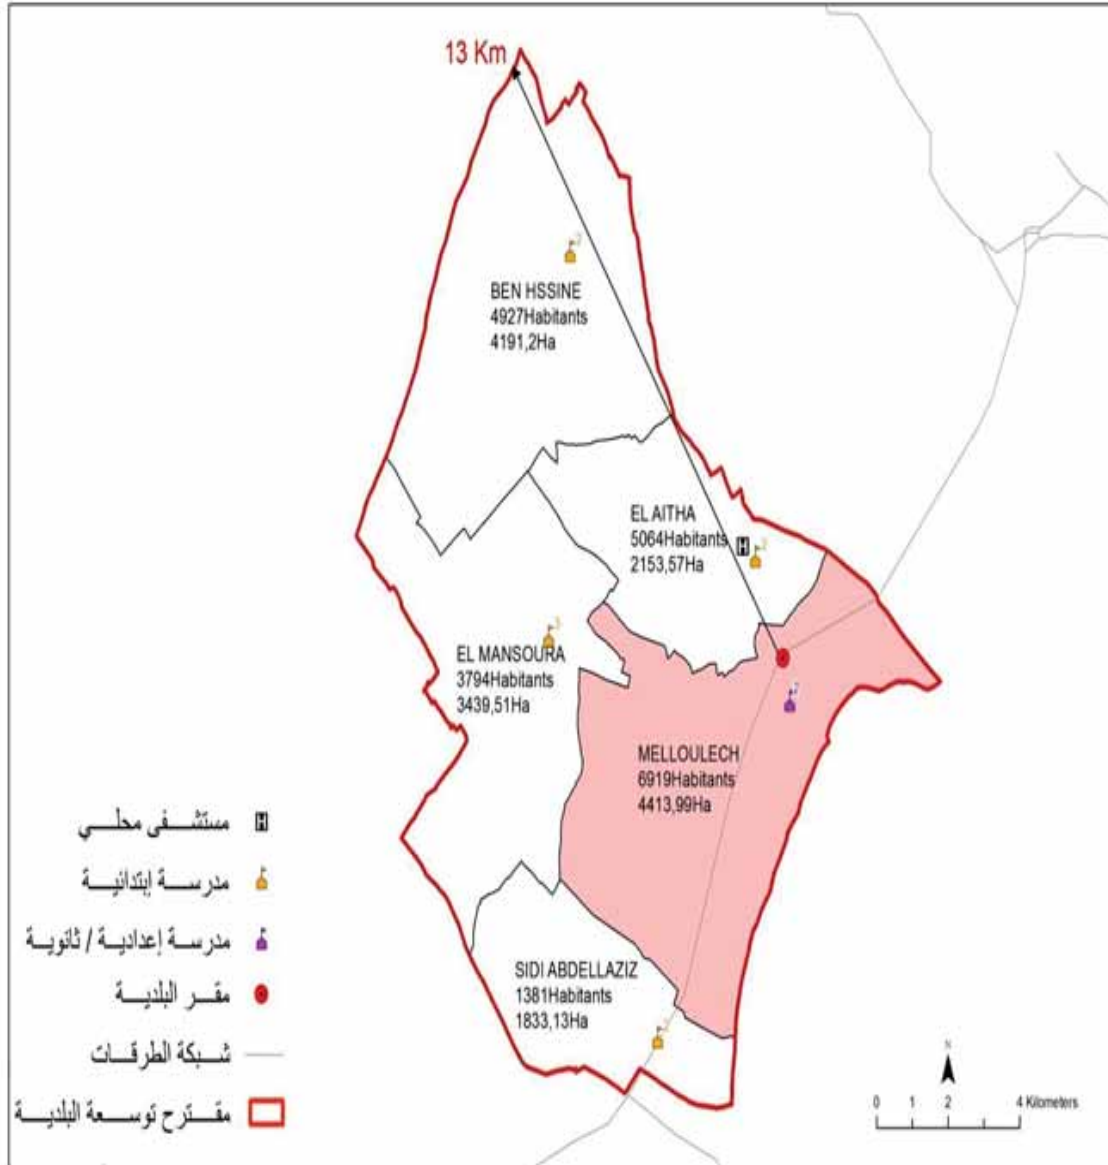 13 Km
BEN HSSINE
4927Habitants
4191,2Ha
EL AITHA
5064Habitants
2153,57Ha
EL MANSOURA
3794Habitants
3439,51Ha
MELLOULECH
6919Habitants
4413,99Ha
SIDI ABDELLAZIZ
1381Habitants
1833,13Ha
مستشفى محلي
مدرسة إبتدائية
مدرسة إعدادية / ثانوية
مقر البلدية
شبكة الطرقات
مقترح توسعة البلدية
N
0 1 2 4 Kilometers